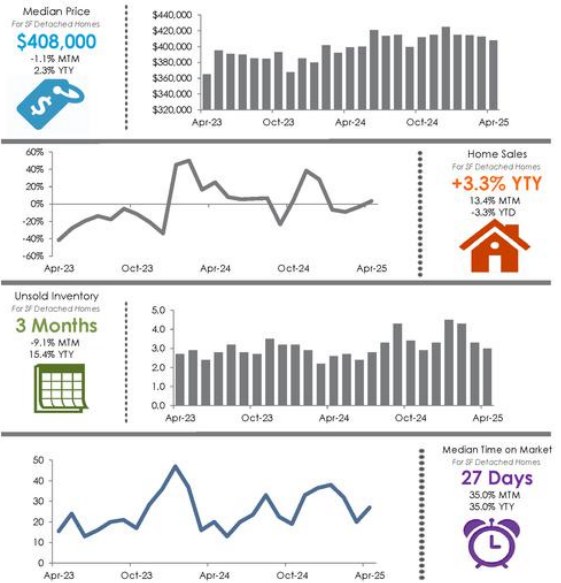 Median Price
For SF Detached Homes
$408,000
-1.1% MTM
2.3% YTY
$
$440,000
$420,000
$400,000
$380,000
$360,000
$340,000
$320,000
Apr-23 Oct-23 Apr-24 Oct-24 Apr-25
60%
40%
20%
0%
-20%
-40%
-60%
Apr-23 Oct-23 Apr-24 Oct-24 Apr-25
Home Sales
For SF Detached Homes
+3.3% YTY
13.4% MTM
-3.3% YTD
Unsold Inventory
For SF Detached Homes
3 Months
-9.1% MTM
15.4% YTY
5.0
4.0
3.0
2.0
1.0
0.0
Apr-23 Oct-23 Apr-24 Oct-24 Apr-25
50
40
30
20
10
0
Apr-23 Oct-23 Apr-24 Oct-24 Apr-25
Median Time on Market
For SF Detached Homes
27 Days
35.0% MTM
35.0% YTY